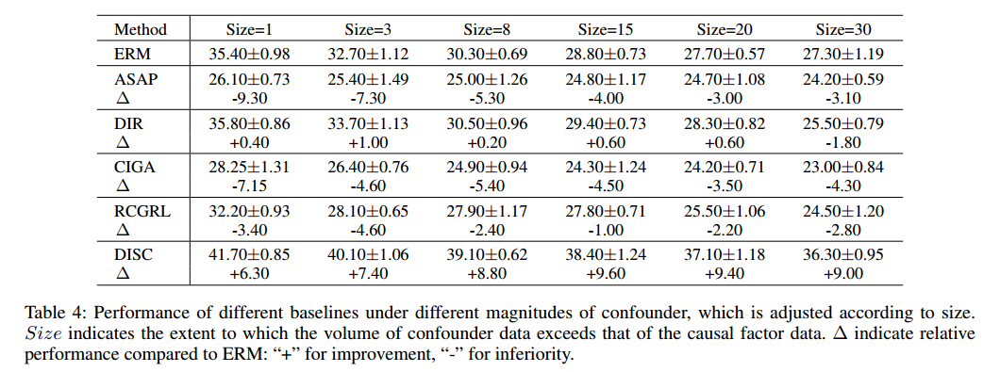 Method Size=1 Size=3 Size=8 Size=15 Size=20 Size=30
ERM 35.40±0.98 32.70±1.12 30.30±0.69 28.80±0.73 27.70±0.57 27.30±1.19
ASAP 26.10±0.73 25.40±1.49 25.00±1.26 24.80±1.17 24.70±1.08 24.20±0.59
Δ -9.30 -7.30 -5.30 -4.00 -3.00 -3.10
DIR 35.80±0.86 33.70±1.13 30.50±0.96 29.40±0.73 28.30±0.82 25.50±0.79
Δ +0.40 +1.00 +0.20 +0.60 +0.60 -1.80
CIGA 28.25±1.31 26.40±0.76 24.90±0.94 24.30±1.24 24.20±0.71 23.00±0.84
Δ -7.15 -4.60 -5.40 -4.50 -3.50 -4.30
RCGRL 32.20±0.93 28.10±0.65 27.90±1.17 27.80±0.71 25.50±1.06 24.50±1.20
Δ -3.40 -4.60 -2.40 -1.00 -2.20 -2.80
DISC 41.70±0.85 40.10±1.06 39.10±0.62 38.40±1.24 37.10±1.18 36.30±0.95
Δ +6.30 +7.40 +8.80 +9.60 +9.40 +9.00
Table 4: Performance of different baselines under different magnitudes of confounder, which is adjusted according to size.
Size indicates the extent to which the volume of confounder data exceeds that of the causal factor data. Δ indicate relative
performance compared to ERM: “+” for improvement, “-” for inferiority.